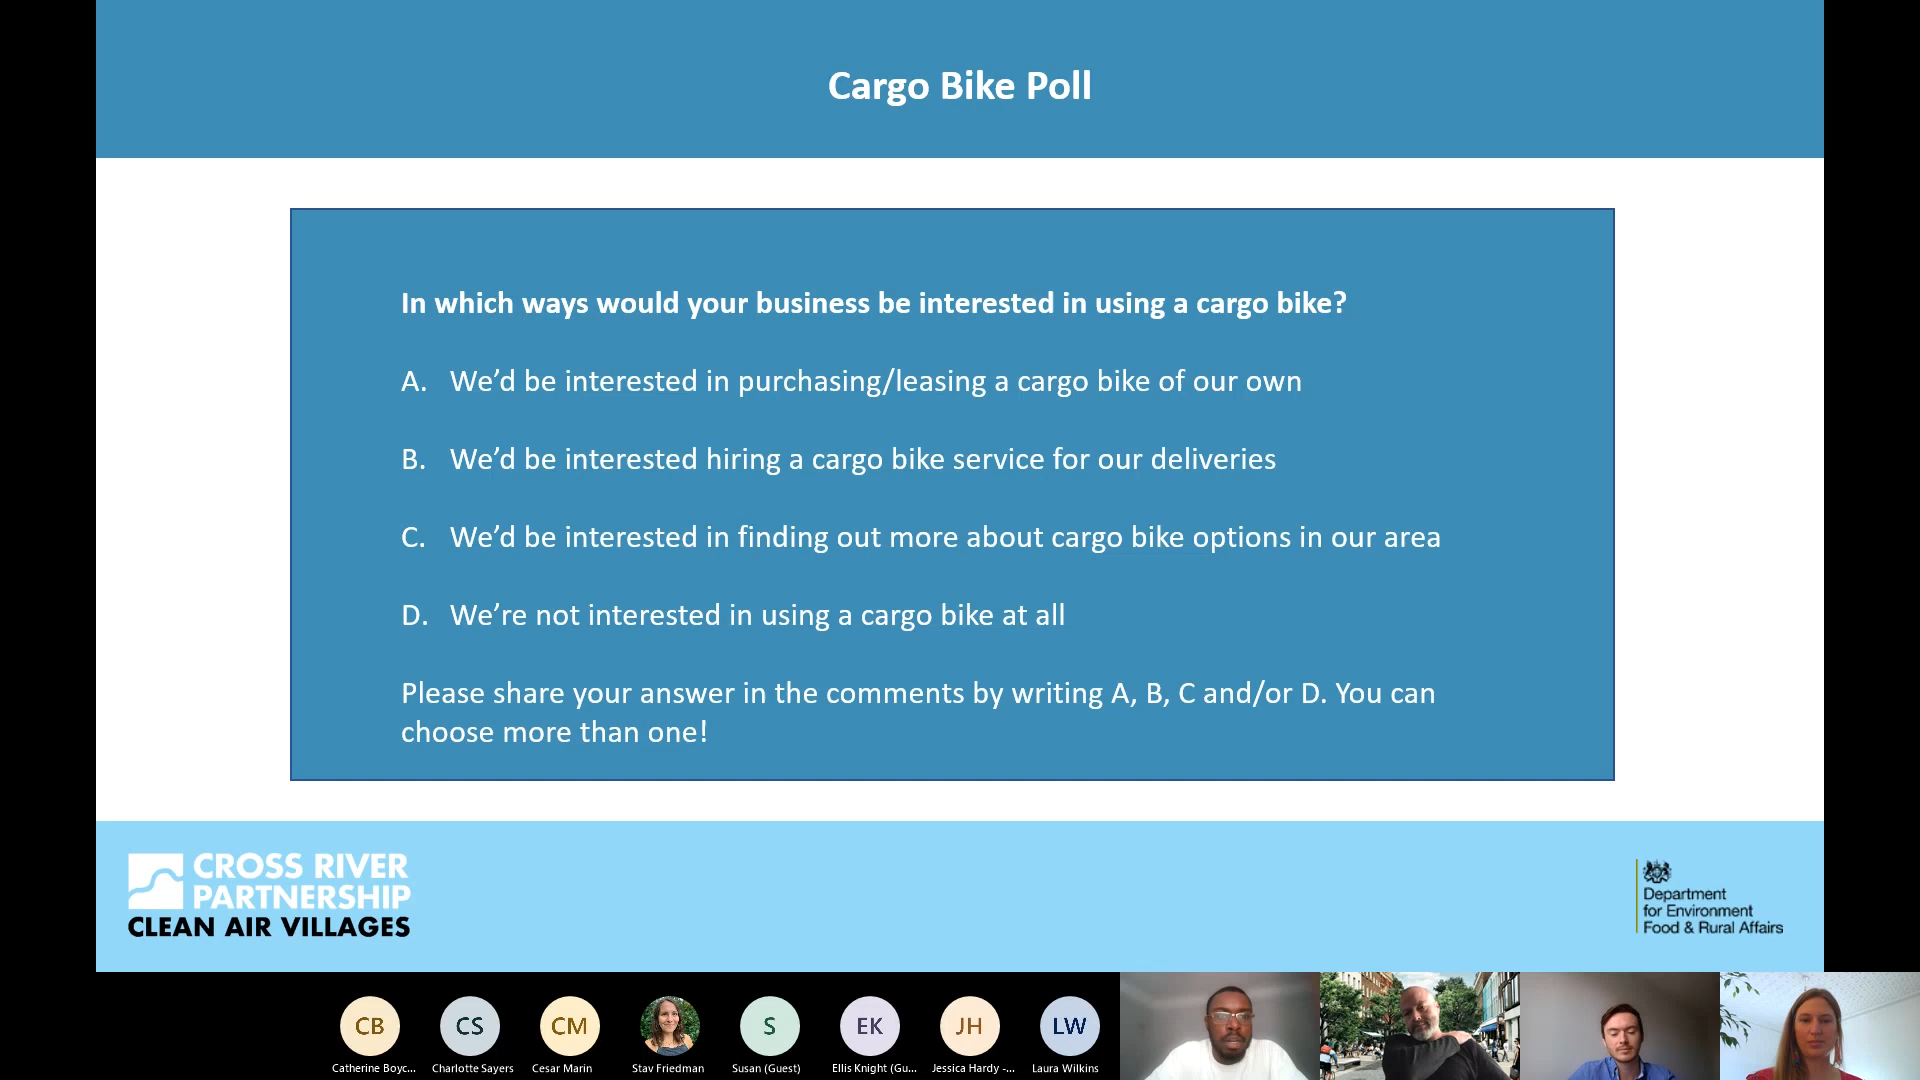 Cargo Bike Poll
In which ways would your business be interested in using a cargo bike?
A. We’d be interested in purchasing/leasing a cargo bike of our own
B. We’d be interested hiring a cargo bike service for our deliveries
C. We’d be interested in finding out more about cargo bike options in our area
D. We’re not interested in using a cargo bike at all
Please share your answer in the comments by writing A, B, C and/or D. You can
choose more than one!
CROSS RIVER
PARTNERSHIP
CLEAN AIR VILLAGES
Department
for Environment
Food & Rural Affairs
CB CS CM S EK JH LW
Catherine Boyc... Charlotte Sayers Cesar Marin Stav Friedman Susan (Guest) Ellis Knight (Gu... Jessica Hardy -... Laura Wilkins